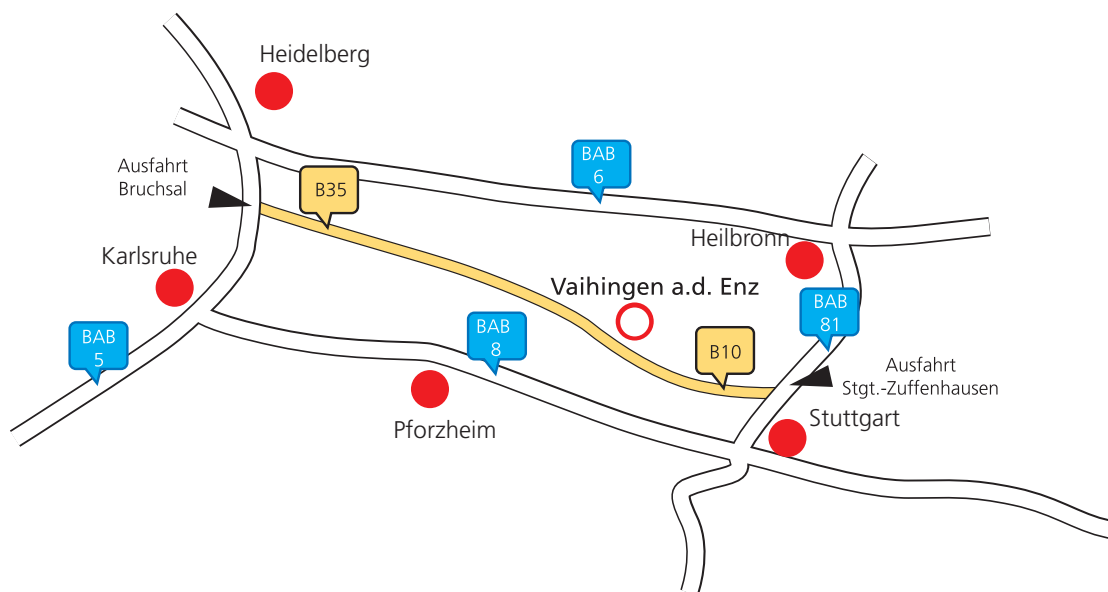 Heidelberg
Ausfahrt
Bruchsal
B35
BAB
6
Karlsruhe
Heilbronn
Vaihingen a.d. Enz
BAB
5
BAB
8
BAB
81
B10
Ausfahrt
Stgt.-Zuffenhausen
Pforzheim
Stuttgart